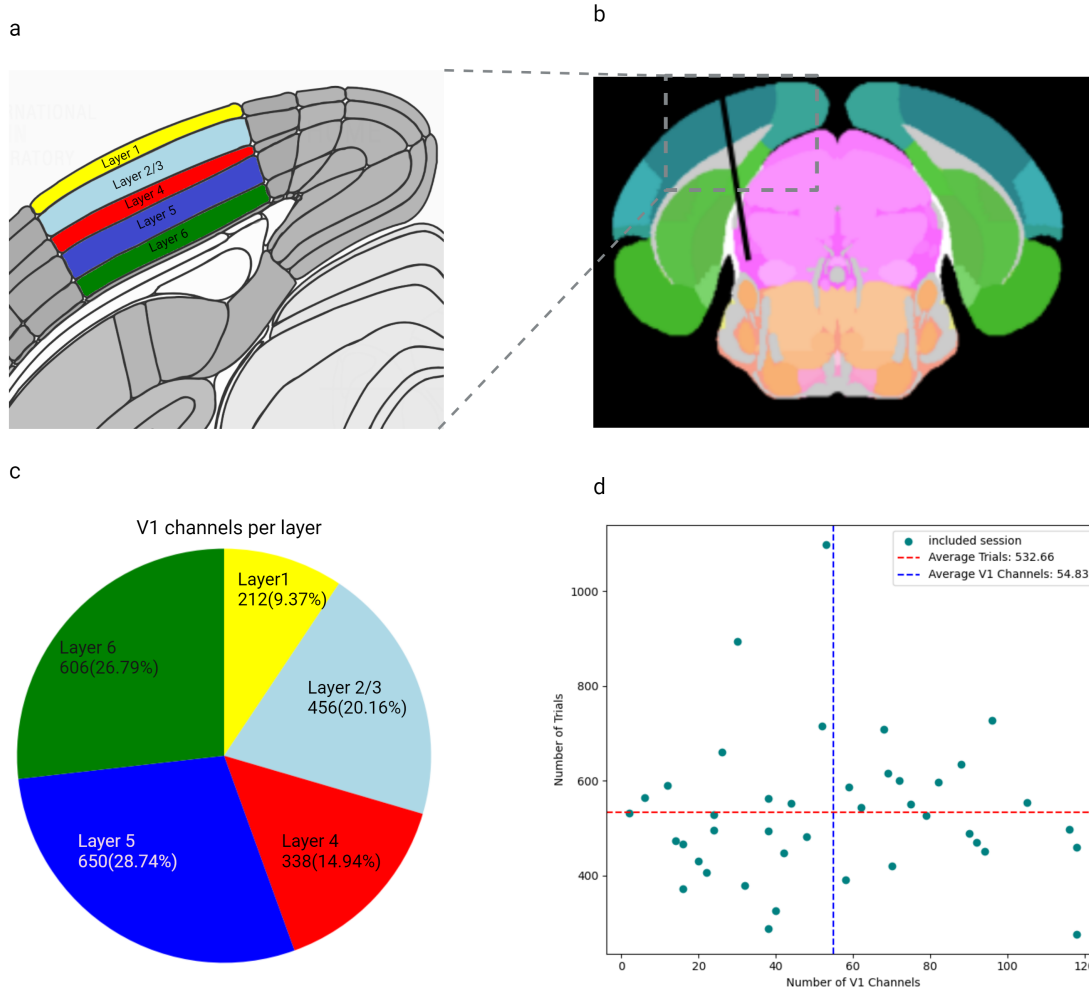 a
b
INATIONAL
R
RATORY
Layer 1
Layer 2/3
Layer 4
Layer 5
Layer 6
c
d
V1 channels per layer
Layer1
212(9.37%)
Layer 2/3
456(20.16%)
Layer 4
338(14.94%)
Layer 5
650(28.74%)
Layer 6
606(26.79%)
included session
Average Trials: 532.66
Average V1 Channels: 54.83
Number of Trials
1000
800
600
400
0
20
40
60
80
100
120
Number of V1 Channels